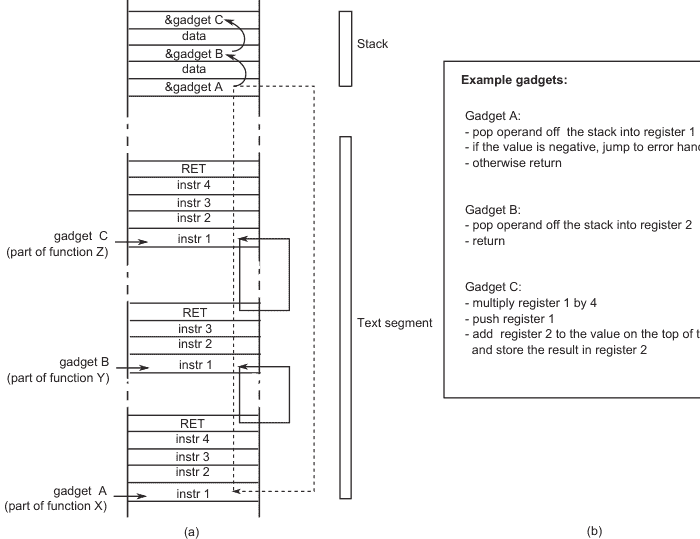 &gadget C
data
&gadget B
data
&gadget A
Stack
RET
instr 4
instr 3
instr 2
instr 1
gadget C
(part of function Z)
RET
instr 3
instr 2
instr 1
gadget B
(part of function Y)
RET
instr 4
instr 3
instr 2
instr 1
gadget A
(part of function X)
Text segment
(a)
Example gadgets:
Gadget A:
- pop operand off the stack into register 1
- if the value is negative, jump to error
- otherwise return
Gadget B:
- pop operand off the stack into register 2
- return
Gadget C:
- multiply register 1 by 4
- push register 1
- add register 2 to the value on the top of
and store the result in register 2
(b)